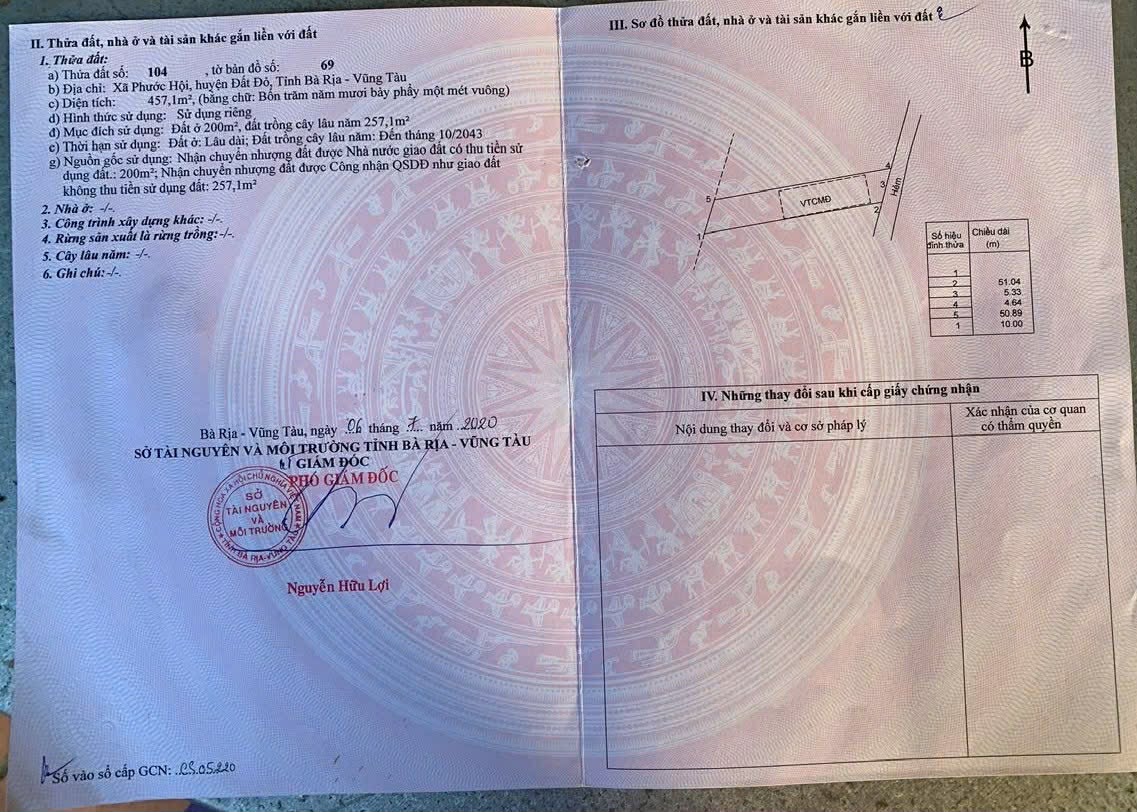 II. Thửa đất, nhà ở và tài sản khác gắn liền với đất
1. Thửa đất:
a) Thửa đất số: 104 , tờ bản đồ số: 69
b) Địa chỉ: Xã Phước Hội, huyện Đất Đỏ, Tỉnh Bà Rịa - Vũng Tàu
c) Diện tích: 457,1m², (bằng chữ: Bốn trăm năm mươi bảy phẩy một mét vuông)
d) Hình thức sử dụng: Sử dụng riêng
đ) Mục đích sử dụng: Đất ở 200m², đất trồng cây lâu năm 257,1m²
e) Thời hạn sử dụng: Đất ở: Lâu dài; Đất trồng cây lâu năm: Đến tháng 10/2043
g) Nguồn gốc sử dụng: Nhận chuyển nhượng đất được Nhà nước giao đất có thu tiền sử
dụng đất.: 200m²; Nhận chuyển nhượng đất được Công nhận QSDĐ như giao đất
không thu tiền sử dụng đất: 257,1m²
2. Nhà ở: -/-.
3. Công trình xây dựng khác: -/-.
4. Rừng sản xuất là rừng trồng: -/-.
5. Cây lâu năm: -/-.
6. Ghi chú: -/-.
Bà Rịa - Vũng Tàu, ngày 06 tháng 7 năm 2020
SỞ TÀI NGUYÊN VÀ MÔI TRƯỜNG TỈNH BÀ RỊA - VŨNG TÀU
KT GIÁM ĐỐC
PHÓ GIÁM ĐỐC
CỘNG HÒA XÃ HỘI CHỦ NGHĨA VIỆT NAM
SỞ
TÀI NGUYÊN
VÀ
MÔI TRƯỜNG
TỈNH BÀ RỊA-VŨNG TÀU
Nguyễn Hữu Lợi
Số vào sổ cấp GCN: CS.05220
III. Sơ đồ thửa đất, nhà ở và tài sản khác gắn liền với đất
B
5
4
3
VTCMĐ
2
1
Hẻm
Số hiệu đỉnh thửa
Chiều dài (m)
1
2 51.04
3 5.33
4 4.64
5 50.89
1 10.00
IV. Những thay đổi sau khi cấp giấy chứng nhận
Nội dung thay đổi và cơ sở pháp lý
Xác nhận của cơ quan
có thẩm quyền